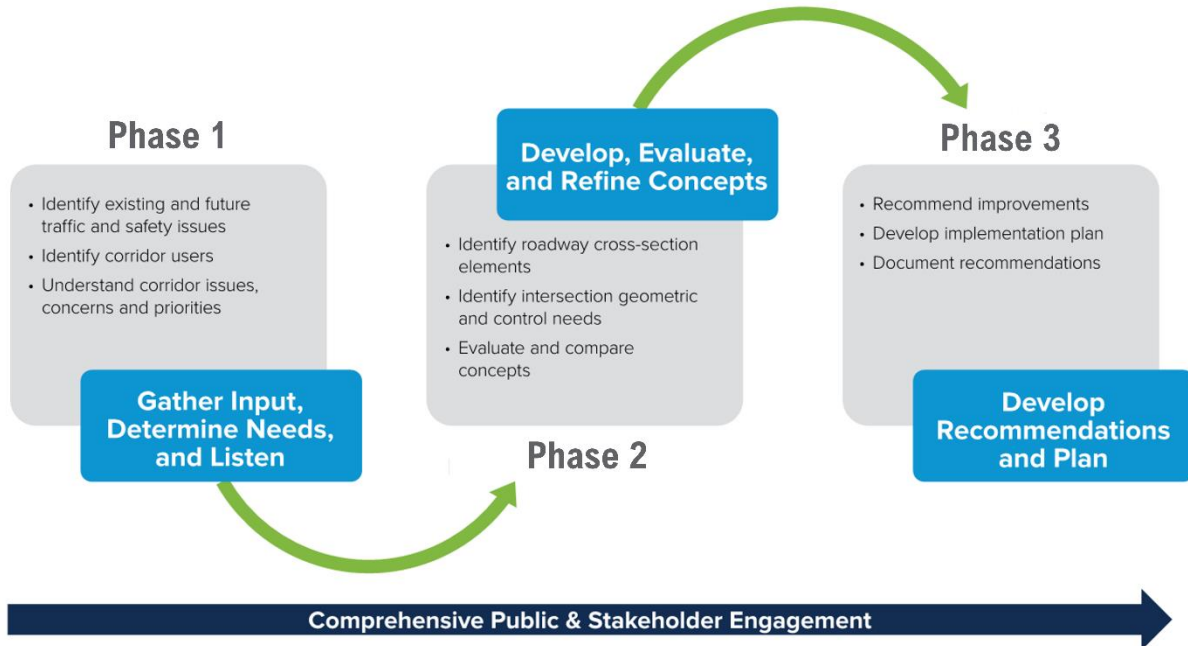 Phase 1
• Identify existing and future
traffic and safety issues
• Identify corridor users
• Understand corridor issues,
concerns and priorities
Gather Input,
Determine Needs,
and Listen
Develop, Evaluate,
and Refine Concepts
• Identify roadway cross-section
elements
• Identify intersection geometric
and control needs
• Evaluate and compare
concepts
Phase 2
Phase 3
• Recommend improvements
• Develop implementation plan
• Document recommendations
Develop
Recommendations
and Plan
Comprehensive Public & Stakeholder Engagement